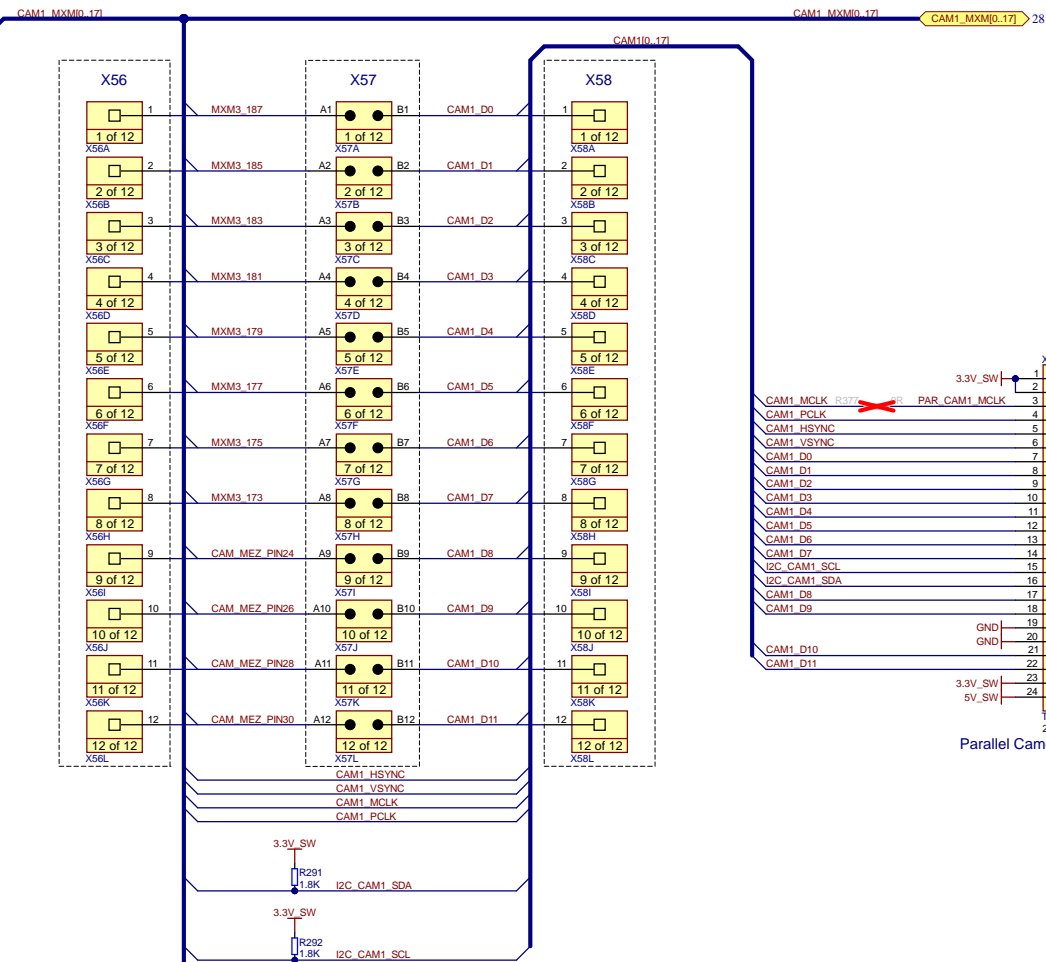 CAM1_MXM[0..17]
CAM1_MXM[0..17]
CAM1_MXM[0..17]
28
CAM1[0..17]
X56
X57
X58
1
MXM3_187
A1
B1
CAM1_D0
1
1 of 12
1 of 12
1 of 12
X56A
X57A
X58A
2
MXM3_185
A2
B2
CAM1_D1
2
2 of 12
2 of 12
2 of 12
X56B
X57B
X58B
3
MXM3_183
A3
B3
CAM1_D2
3
3 of 12
3 of 12
3 of 12
X56C
X57C
X58C
4
MXM3_181
A4
B4
CAM1_D3
4
4 of 12
4 of 12
4 of 12
X56D
X57D
X58D
5
MXM3_179
A5
B5
CAM1_D4
5
5 of 12
5 of 12
5 of 12
X56E
X57E
X58E
6
MXM3_177
A6
B6
CAM1_D5
6
6 of 12
6 of 12
6 of 12
X56F
X57F
X58F
7
MXM3_175
A7
B7
CAM1_D6
7
7 of 12
7 of 12
7 of 12
X56G
X57G
X58G
8
MXM3_173
A8
B8
CAM1_D7
8
8 of 12
8 of 12
8 of 12
X56H
X57H
X58H
9
CAM_MEZ_PIN24
A9
B9
CAM1_D8
9
9 of 12
9 of 12
9 of 12
X56I
X57I
X58I
10
CAM_MEZ_PIN26
A10
B10
CAM1_D9
10
10 of 12
10 of 12
10 of 12
X56J
X57J
X58J
11
CAM_MEZ_PIN28
A11
B11
CAM1_D10
11
11 of 12
11 of 12
11 of 12
X56K
X57K
X58K
12
CAM_MEZ_PIN30
A12
B12
CAM1_D11
12
12 of 12
12 of 12
12 of 12
X56L
X57L
X58L
CAM1_HSYNC
CAM1_VSYNC
CAM1_MCLK
CAM1_PCLK
3.3V_SW
R291
1.8K
I2C_CAM1_SDA
3.3V_SW
R292
1.8K
I2C_CAM1_SCL
3.3V_SW
1
2
CAM1_MCLK
R377
PAR_CAM1_MCLK
3
CAM1_PCLK
4
CAM1_HSYNC
5
CAM1_VSYNC
6
CAM1_D0
7
CAM1_D1
8
CAM1_D2
9
CAM1_D3
10
CAM1_D4
11
CAM1_D5
12
CAM1_D6
13
CAM1_D7
14
I2C_CAM1_SCL
15
I2C_CAM1_SDA
16
CAM1_D8
17
CAM1_D9
18
GND
19
GND
20
CAM1_D10
21
CAM1_D11
22
3.3V_SW
23
5V_SW
24
Parallel Cam